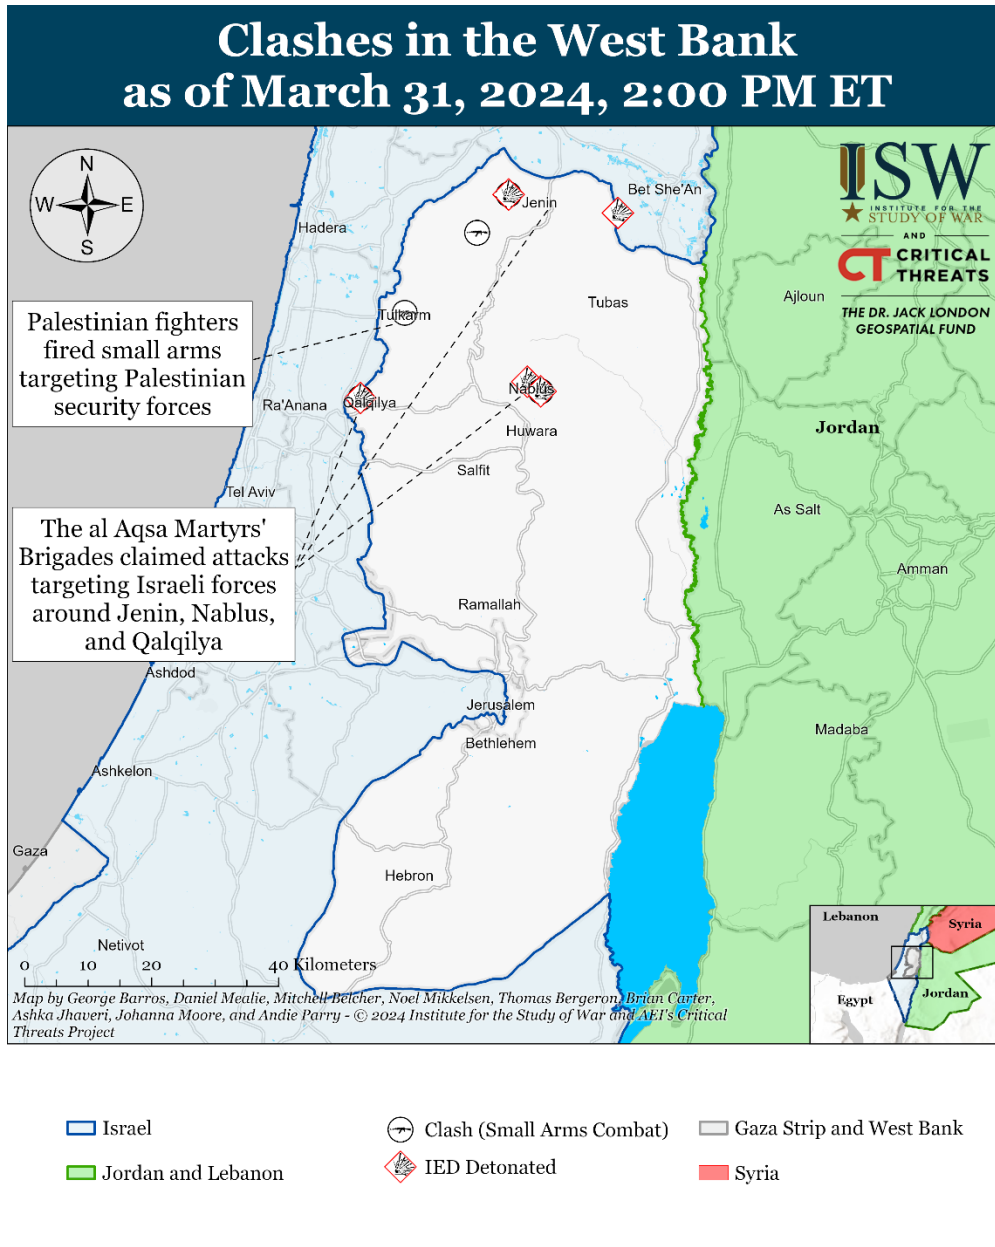 Clashes in the West Bank
as of March 31, 2024, 2:00 PM ET
N
W
E
S
ISW
INSTITUTE FOR THE
STUDY OF WAR
AND
CT CRITICAL
THREATS
THE DR. JACK LONDON
GEOSPATIAL FUND
Hadera
Jenin
Bet She'An
Ajloun
Tubas
Tulkarm
Palestinian fighters
fired small arms
targeting Palestinian
security forces
Ra'Anana
Qalqilya
Nablus
Huwara
Jordan
Salfit
Tel Aviv
As Salt
The al Aqsa Martyrs'
Brigades claimed attacks
targeting Israeli forces
around Jenin, Nablus,
and Qalqilya
Amman
Ramallah
Ashdod
Jerusalem
Bethlehem
Madaba
Ashkelon
Gaza
Hebron
Netivot
Lebanon
Syria
Egypt
Jordan
0 10 20 40 Kilometers
Map by George Barros, Daniel Mealie, Mitchell Belcher, Noel Mikkelsen, Thomas Bergeron, Brian Carter,
Ashka Jhaveri, Johanna Moore, and Andie Parry - © 2024 Institute for the Study of War and AEI's Critical
Threats Project
Israel
Clash (Small Arms Combat)
Gaza Strip and West Bank
Jordan and Lebanon
IED Detonated
Syria